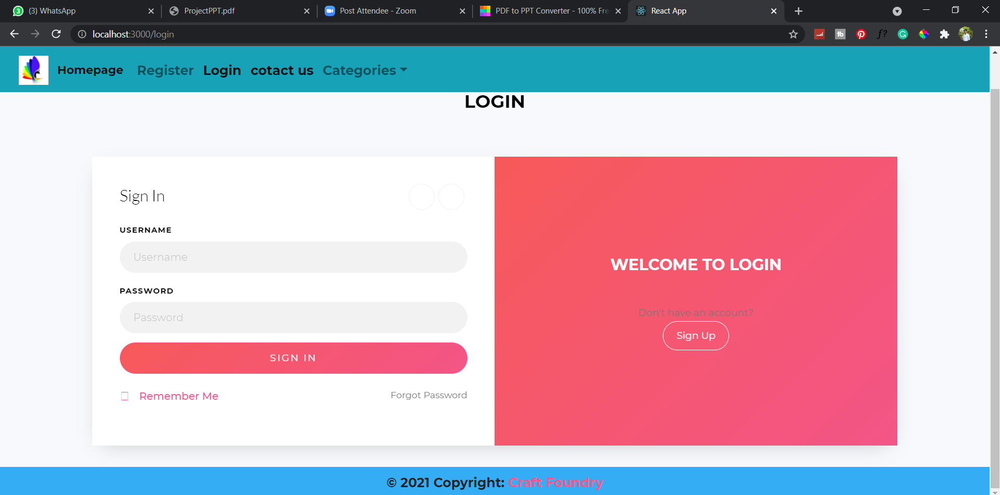 (3) WhatsApp
ProjectPPT.pdf
Post Attendee - Zoom
PDF to PPT Converter - 100% Fre
React App
localhost:3000/login
Homepage Register Login cotact us Categories
LOGIN
Sign In
USERNAME
Username
PASSWORD
Password
SIGN IN
Remember Me
Forgot Password
WELCOME TO LOGIN
Don't have an account?
Sign Up
© 2021 Copyright: Craft Foundry